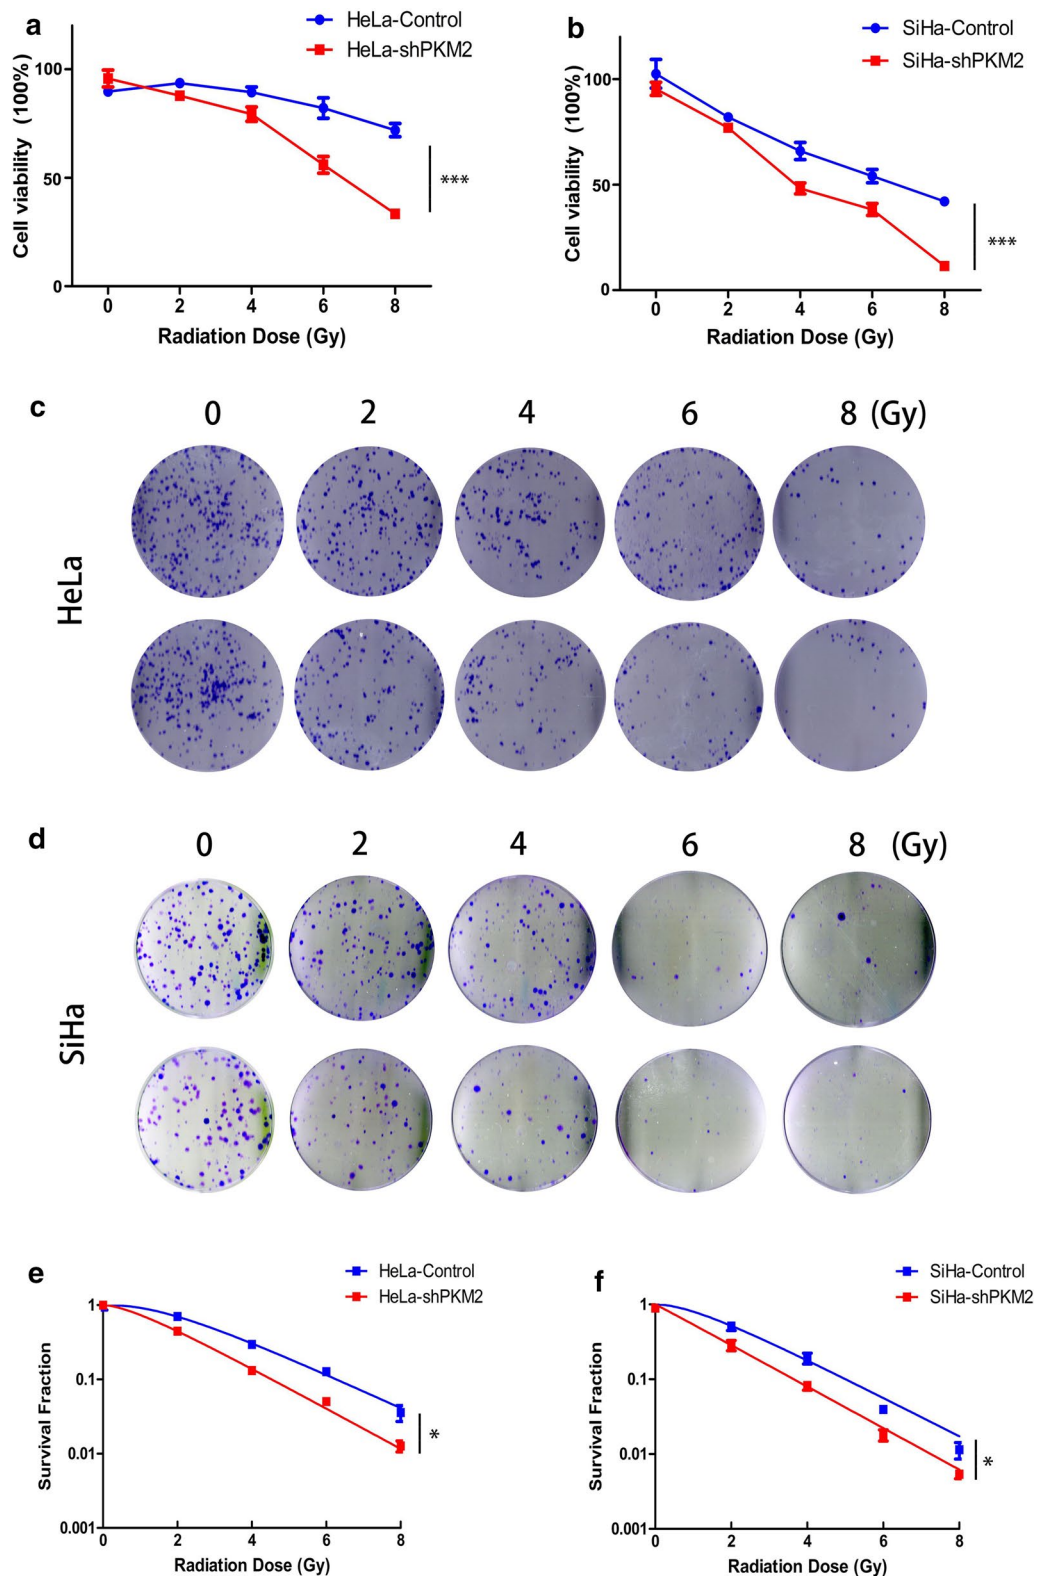 a
HeLa-Control
HeLa-shPKM2
100
50
0
Cell viability (100%)
***
0 2 4 6 8
Radiation Dose (Gy)
b
SiHa-Control
SiHa-shPKM2
100
50
0
Cell viability (100%)
***
0 2 4 6 8
Radiation Dose (Gy)
c
0 2 4 6 8 (Gy)
HeLa
d
0 2 4 6 8 (Gy)
SiHa
e
HeLa-Control
HeLa-shPKM2
1
0.1
0.01
0.001
Survival Fraction
*
0 2 4 6 8
Radiation Dose (Gy)
f
SiHa-Control
SiHa-shPKM2
1
0.1
0.01
0.001
Survival Fraction
*
0 2 4 6 8
Radiation Dose (Gy)